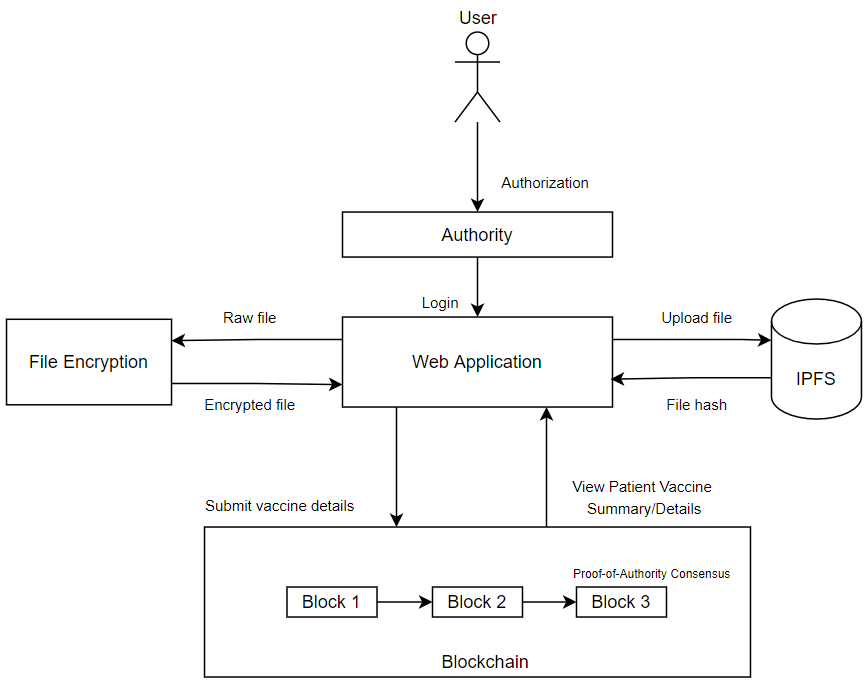 User
Authorization
Authority
Login
Raw file
Upload file
File Encryption
Web Application
IPFS
Encrypted file
File hash
Submit vaccine details
View Patient Vaccine
Summary/Details
Proof-of-Authority Consensus
Block 1
Block 2
Block 3
Blockchain